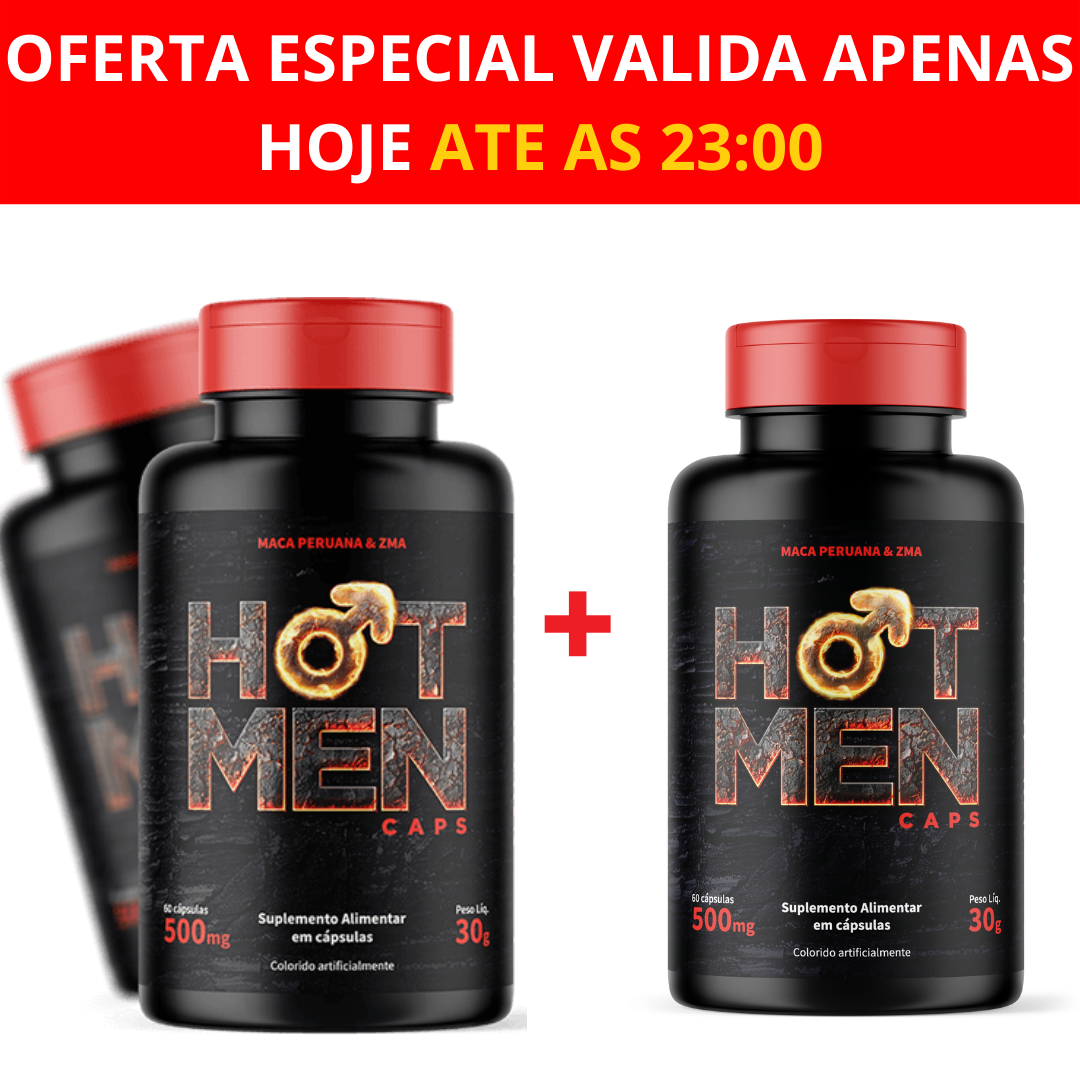 OFERTA ESPECIAL VALIDA APENAS
HOJE ATE AS 23:00
MACA PERUANA & ZMA
HOT
MEN
CAPS
60 cápsulas
500mg
Suplemento Alimentar
em cápsulas
Colorido artificialmente
Peso Líq.
30g
+
MACA PERUANA & ZMA
HOT
MEN
CAPS
60 cápsulas
500mg
Suplemento Alimentar
em cápsulas
Colorido artificialmente
Peso Líq.
30g